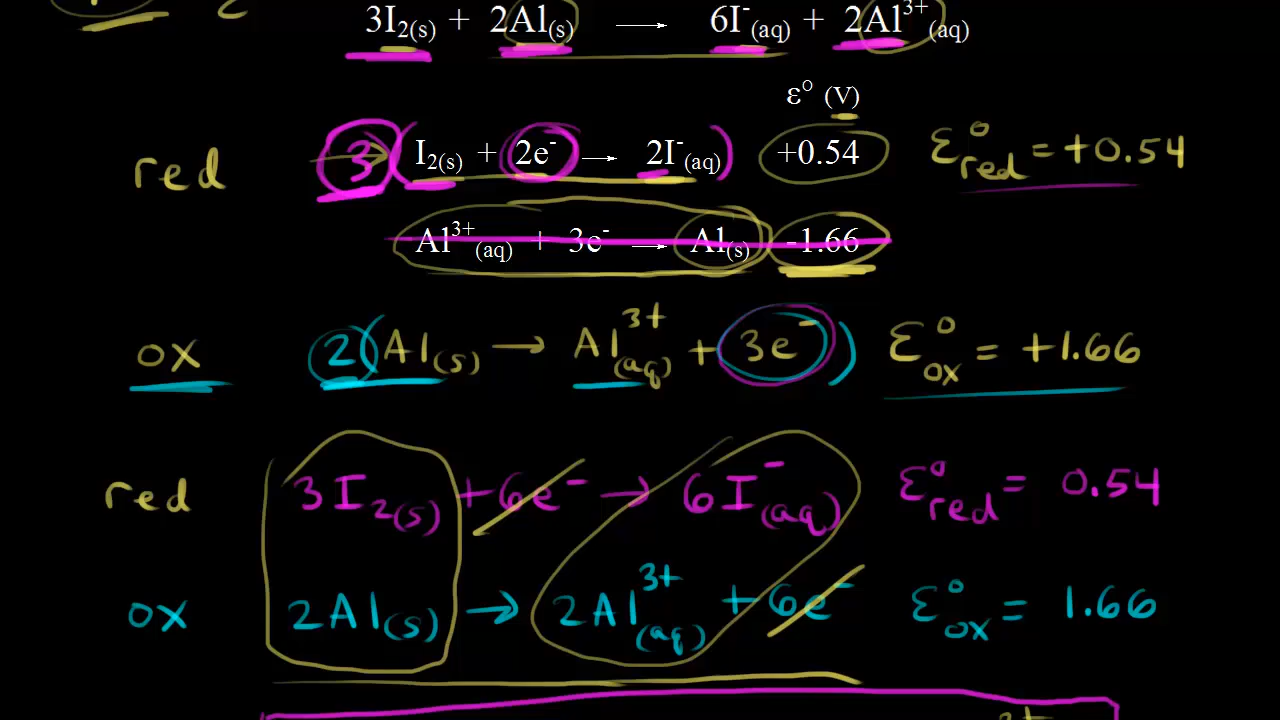 3I₂(s) + 2Al(s) → 6I⁻(aq) + 2Al³⁺(aq)
ε° (V)
red 3 ( I₂(s) + 2e⁻ → 2I⁻(aq) ) +0.54 ε°red = +0.54
Al³⁺(aq) + 3e⁻ → Al(s) -1.66
ox 2 ( Al(s) → Al³⁺(aq) + 3e⁻ ) ε°ox = +1.66
red 3I₂(s) + 6e⁻ → 6I⁻(aq) ε°red = 0.54
ox 2Al(s) → 2Al³⁺(aq) + 6e⁻ ε°ox = 1.66